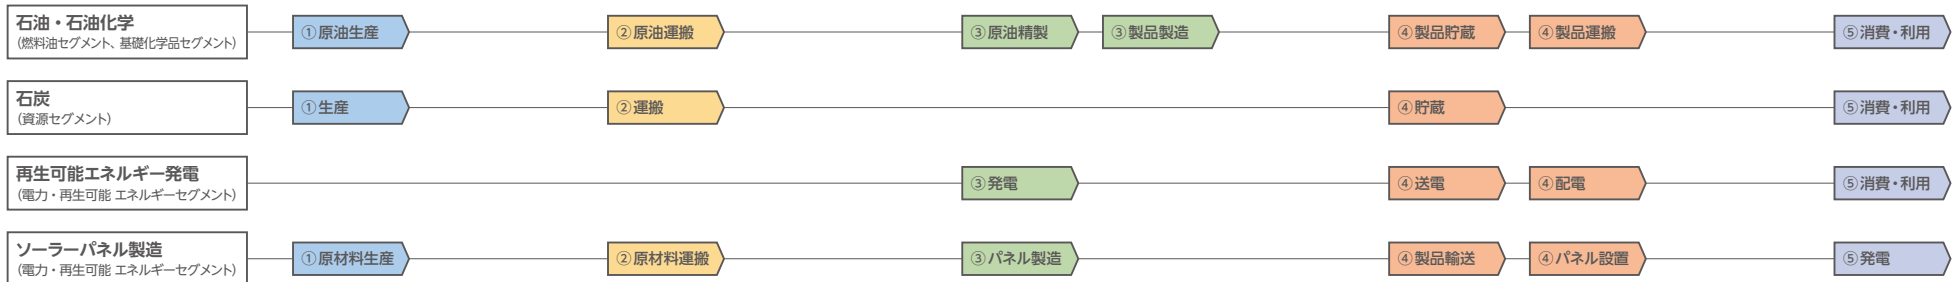 石油・石油化学
（燃料油セグメント、基礎化学品セグメント）
①原油生産
②原油運搬
③原油精製
③製品製造
④製品貯蔵
④製品運搬
⑤消費・利用
石炭
（資源セグメント）
①生産
②運搬
④貯蔵
⑤消費・利用
再生可能エネルギー発電
（電力・再生可能 エネルギーセグメント）
③発電
④送電
④配電
⑤消費・利用
ソーラーパネル製造
（電力・再生可能 エネルギーセグメント）
①原材料生産
②原材料運搬
③パネル製造
④製品輸送
④パネル設置
⑤発電